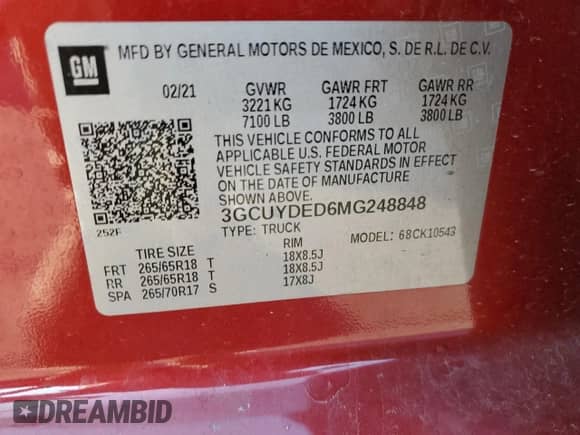 GM
MFD BY GENERAL MOTORS DE MEXICO, S. DE R.L. DE C.V.
02/21 GVWR GAWR FRT GAWR RR
3221 KG 1724 KG 1724 KG
7100 LB 3800 LB 3800 LB
THIS VEHICLE CONFORMS TO ALL
APPLICABLE U.S. FEDERAL MOTOR
VEHICLE SAFETY STANDARDS IN EFFECT
ON THE DATE OF MANUFACTURE
SHOWN ABOVE.
252F
3GCUYDED6MG248848
TYPE: TRUCK MODEL: 68CK10543
TIRE SIZE RIM
FRT 265/65R18 T 18X8.5J
RR 265/65R18 T 18X8.5J
SPA 265/70R17 S 17X8J
DREAMBID